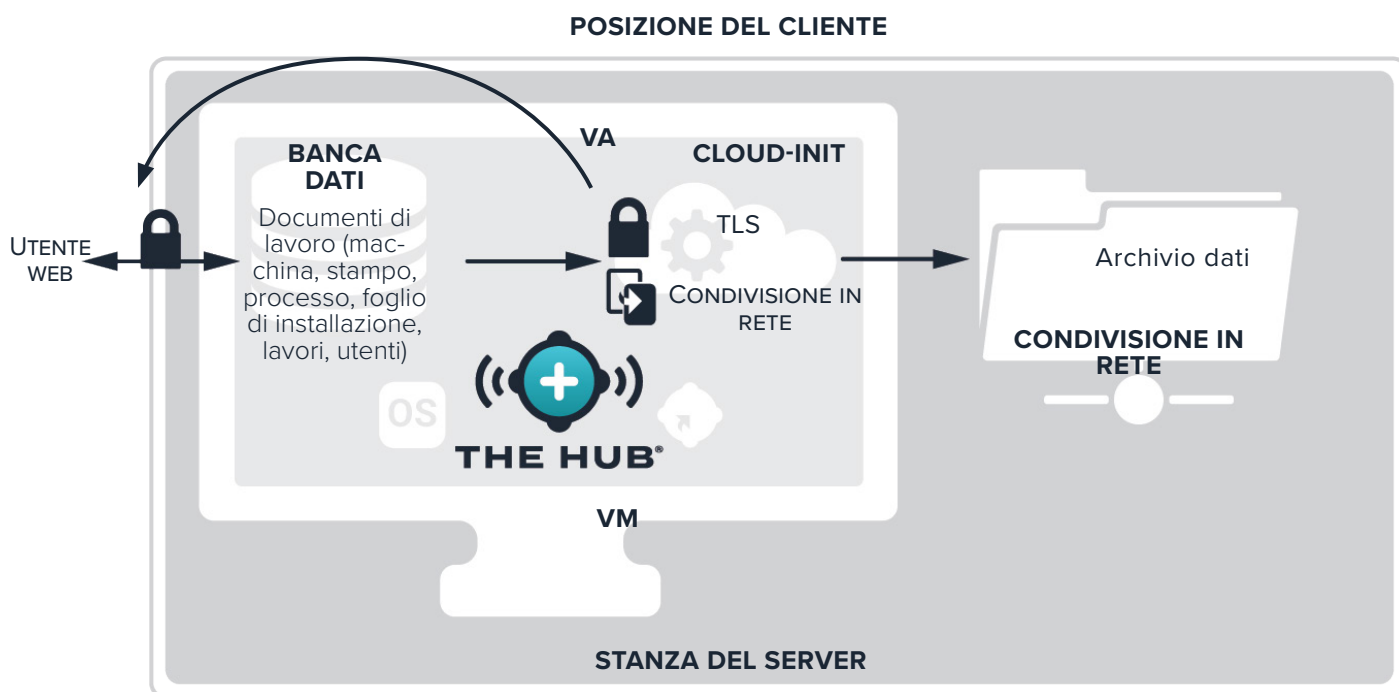 POSIZIONE DEL CLIENTE
VA
BANCA
DATI
CLOUD-INIT
Documenti di
lavoro (mac-
china, stampo,
processo, foglio
di installazione,
lavori, utenti)
UTENTE
WEB
TLS
CONDIVISIONE IN
RETE
Archivio dati
CONDIVISIONE IN
RETE
OS
THE HUB®
VM
STANZA DEL SERVER